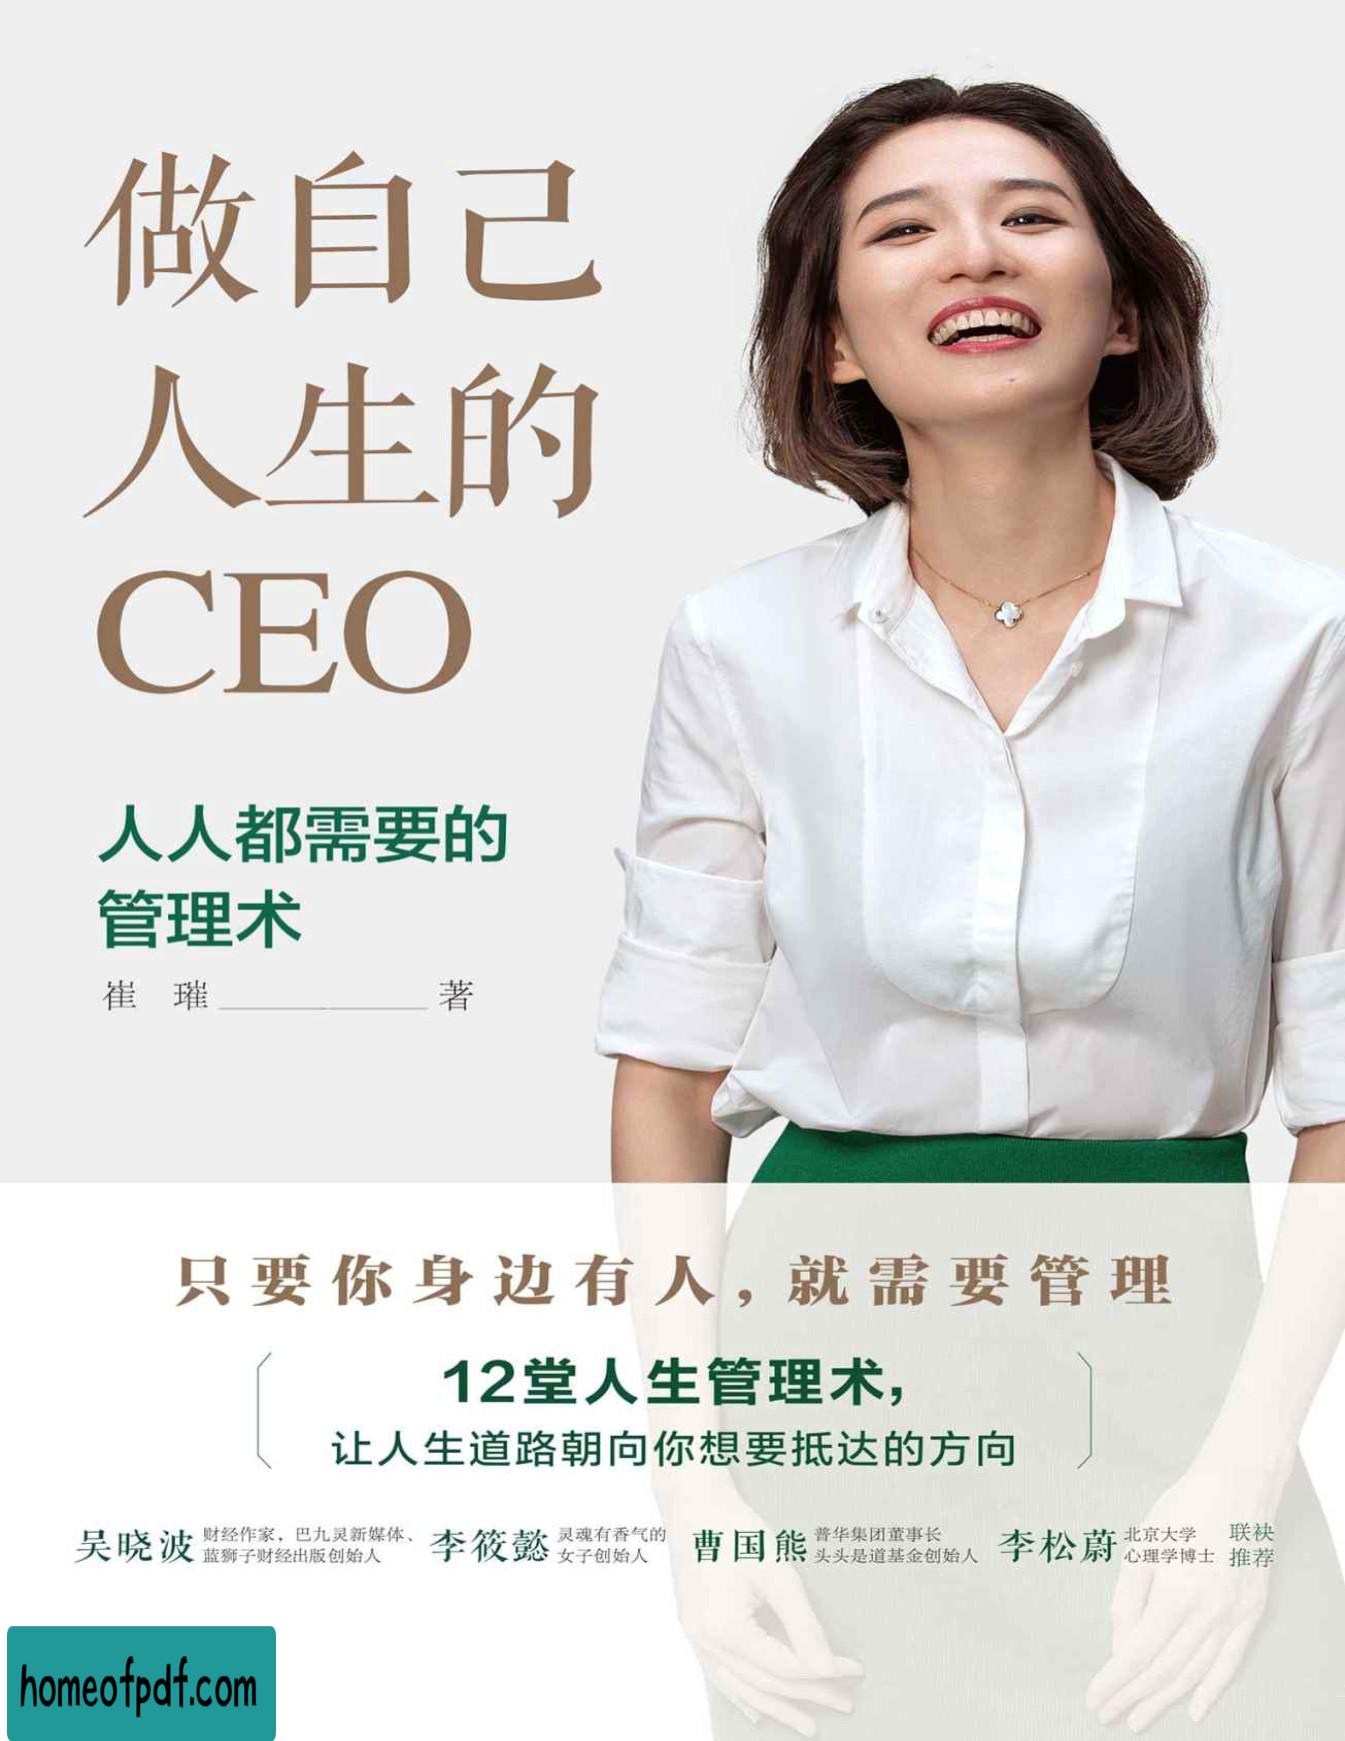 做自己
人生的
CEO
人人都需要的
管理术
崔 璀 著
只要你身边有人，就需要管理
12堂人生管理术，
让人生道路朝向你想要抵达的方向
吴晓波 财经作家，巴九灵新媒体、蓝狮子财经出版创始人 李筱懿 灵魂有香气的女子创始人 曹国熊 普华集团董事长 头头是道基金创始人 李松蔚 北京大学心理学博士 联袂推荐
homeofpdf.com